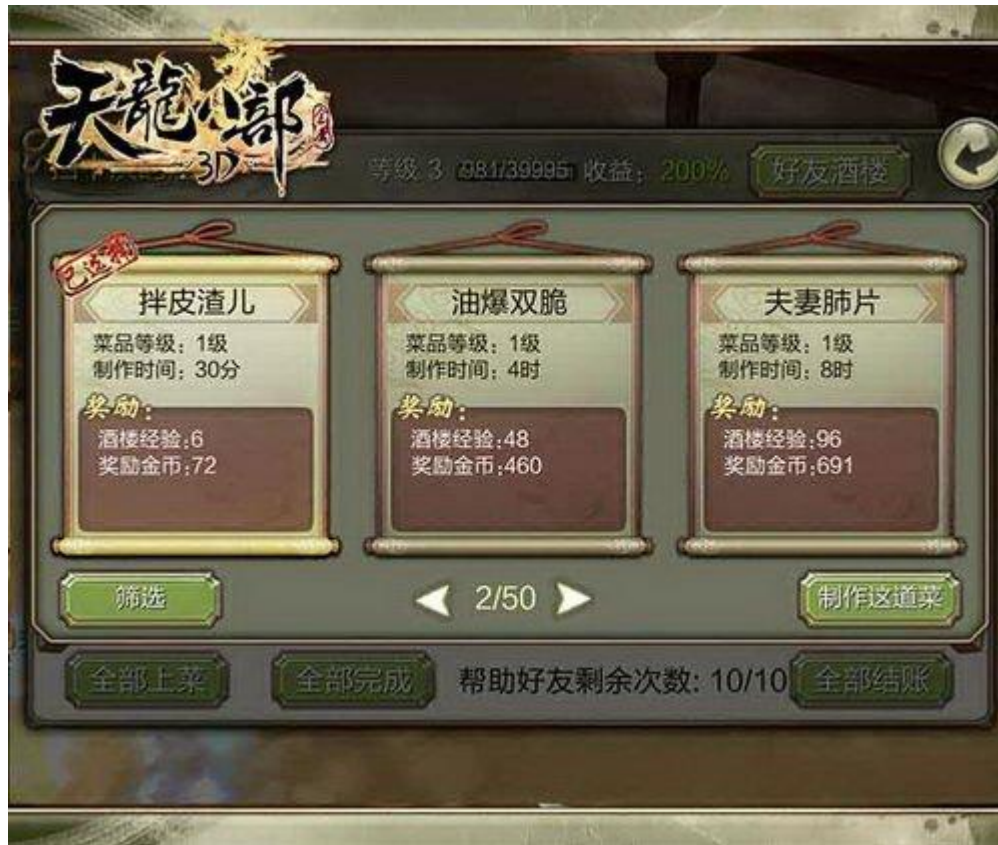 天龍八部
3D
等级 3 981/39995 收益：200% 好友酒楼
已选择
拌皮渣儿
菜品等级：1级
制作时间：30分
奖励：
酒楼经验:6
奖励金币:72
油爆双脆
菜品等级：1级
制作时间：4时
奖励：
酒楼经验:48
奖励金币:460
夫妻肺片
菜品等级：1级
制作时间：8时
奖励：
酒楼经验:96
奖励金币:691
筛选
2/50
制作这道菜
全部上菜
全部完成
帮助好友剩余次数: 10/10
全部结账